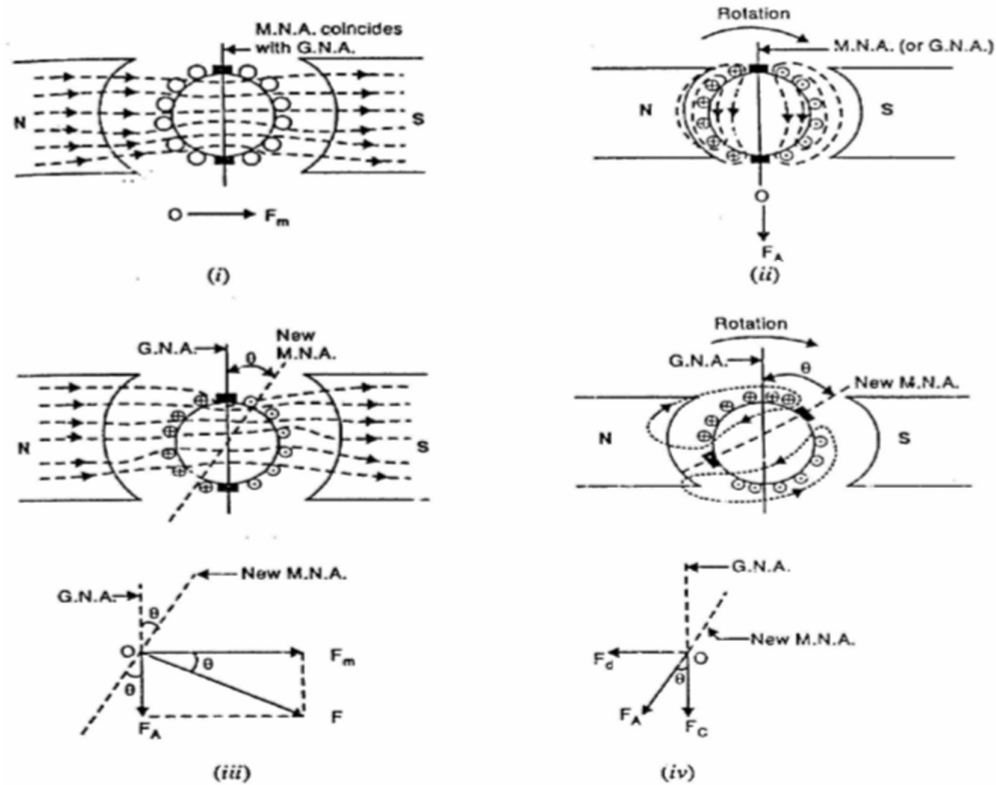 M.N.A. coincides
with G.N.A.
N
S
O
Fm
(i)
Rotation
M.N.A. (or G.N.A.)
N
S
O
FA
(ii)
G.N.A.
θ
New
M.N.A.
N
S
Rotation
G.N.A.
θ
New M.N.A.
N
S
New M.N.A.
G.N.A.
θ
O
Fm
θ
θ
FA
F
(iii)
G.N.A.
New M.N.A.
Fd
O
θ
FA
FC
(iv)